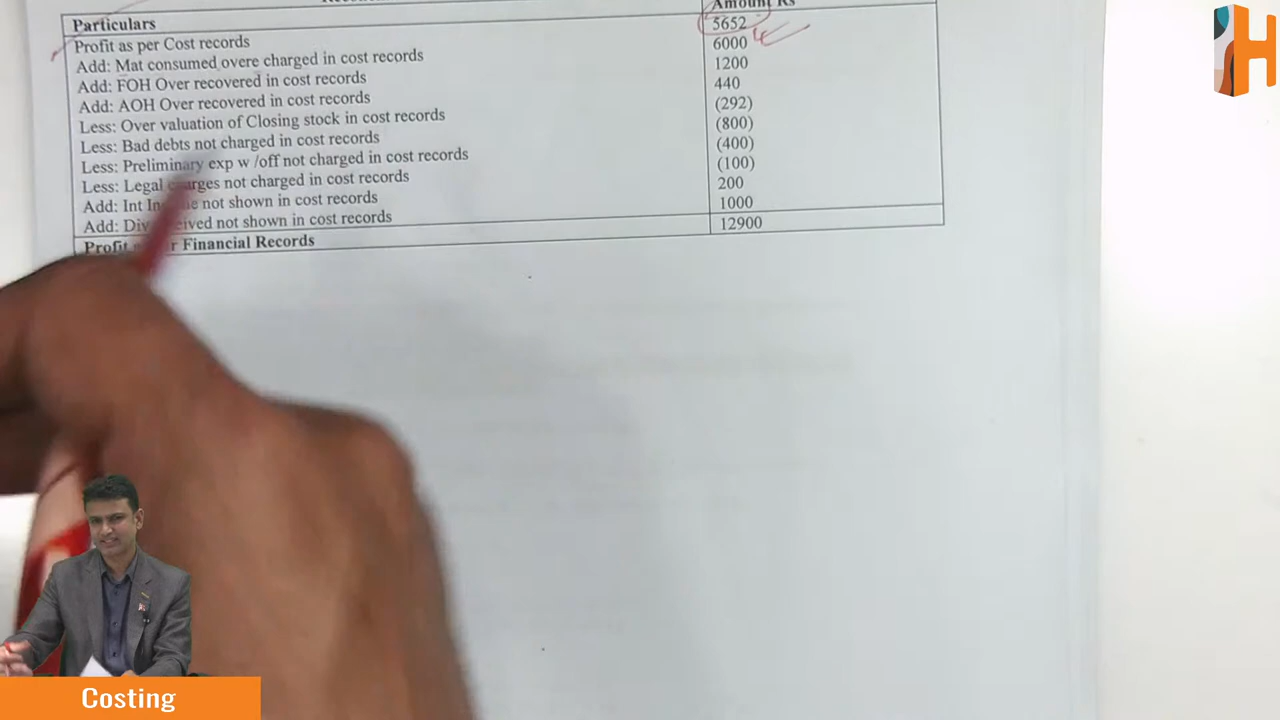 Amount Rs
Particulars
5652
Profit as per Cost records
6000
Add: Mat consumed overe charged in cost records
1200
Add: FOH Over recovered in cost records
440
Add: AOH Over recovered in cost records
(292)
Less: Over valuation of Closing stock in cost records
(800)
Less: Bad debts not charged in cost records
(400)
Less: Preliminary exp w /off not charged in cost records
(100)
Less: Legal charges not charged in cost records
200
Add: Int not shown in cost records
1000
Add: not shown in cost records
12900
Profit Financial Records
H
Costing